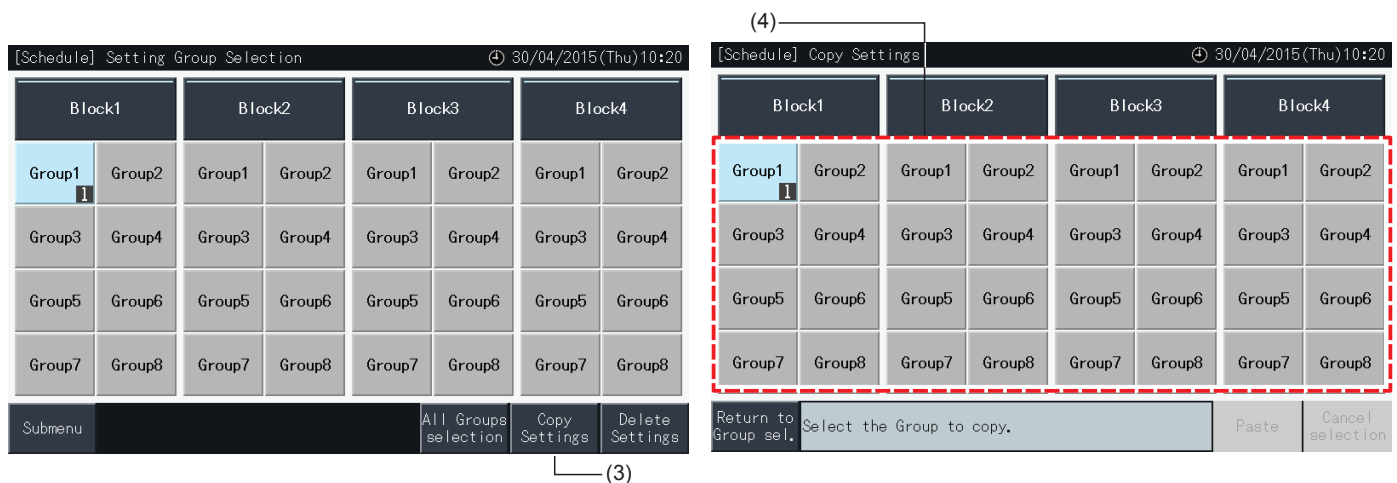 (4)
[Schedule] Setting Group Selection 30/04/2015(Thu)10:20
Block1 Block2 Block3 Block4
Group1 Group2 Group1 Group2 Group1 Group2 Group1 Group2
1
Group3 Group4 Group3 Group4 Group3 Group4 Group3 Group4
Group5 Group6 Group5 Group6 Group5 Group6 Group5 Group6
Group7 Group8 Group7 Group8 Group7 Group8 Group7 Group8
Submenu
All Groups
selection
Copy
Settings
Delete
Settings
(3)
[Schedule] Copy Settings 30/04/2015(Thu)10:20
Block1 Block2 Block3 Block4
Group1 Group2 Group1 Group2 Group1 Group2 Group1 Group2
1
Group3 Group4 Group3 Group4 Group3 Group4 Group3 Group4
Group5 Group6 Group5 Group6 Group5 Group6 Group5 Group6
Group7 Group8 Group7 Group8 Group7 Group8 Group7 Group8
Return to
Group sel.
Select the Group to copy.
Paste
Cancel
selection